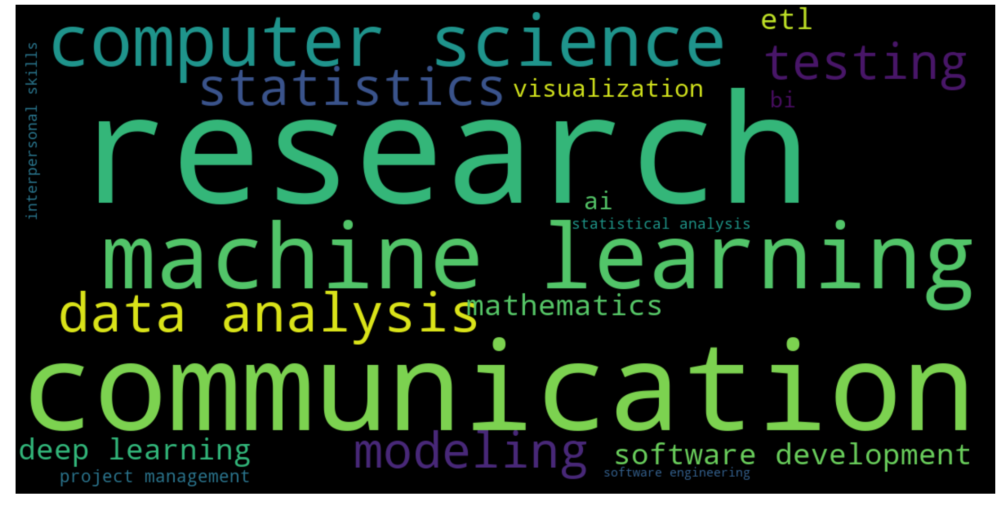 computer science
etl
testing
interpersonal skills
statistics
visualization
bi
research
ai
statistical analysis
machine learning
data analysis
mathematics
communication
deep learning
modeling
software development
project management
software engineering